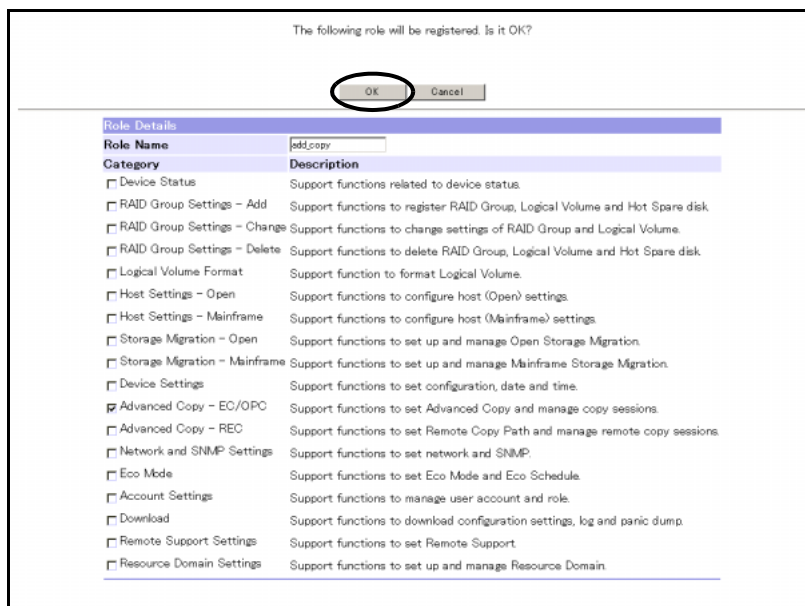 The following role will be registered. Is it OK?
OK Cancel
Role Details
Role Name add_copy
Category Description
Device Status Support functions related to device status.
RAID Group Settings - Add Support functions to register RAID Group, Logical Volume and Hot Spare disk.
RAID Group Settings - Change Support functions to change settings of RAID Group and Logical Volume.
RAID Group Settings - Delete Support functions to delete RAID Group, Logical Volume and Hot Spare disk.
Logical Volume Format Support function to format Logical Volume.
Host Settings - Open Support functions to configure host (Open) settings.
Host Settings - Mainframe Support functions to configure host (Mainframe) settings.
Storage Migration - Open Support functions to set up and manage Open Storage Migration.
Storage Migration - Mainframe Support functions to set up and manage Mainframe Storage Migration.
Device Settings Support functions to set configuration, date and time.
Advanced Copy - EC/OPC Support functions to set Advanced Copy and manage copy sessions.
Advanced Copy - REC Support functions to set Remote Copy Path and manage remote copy sessions.
Network and SNMP Settings Support functions to set network and SNMP.
Eco Mode Support functions to set Eco Mode and Eco Schedule.
Account Settings Support functions to manage user account and role.
Download Support functions to download configuration settings, log and panic dump.
Remote Support Settings Support functions to set Remote Support.
Resource Domain Settings Support functions to set up and manage Resource Domain.